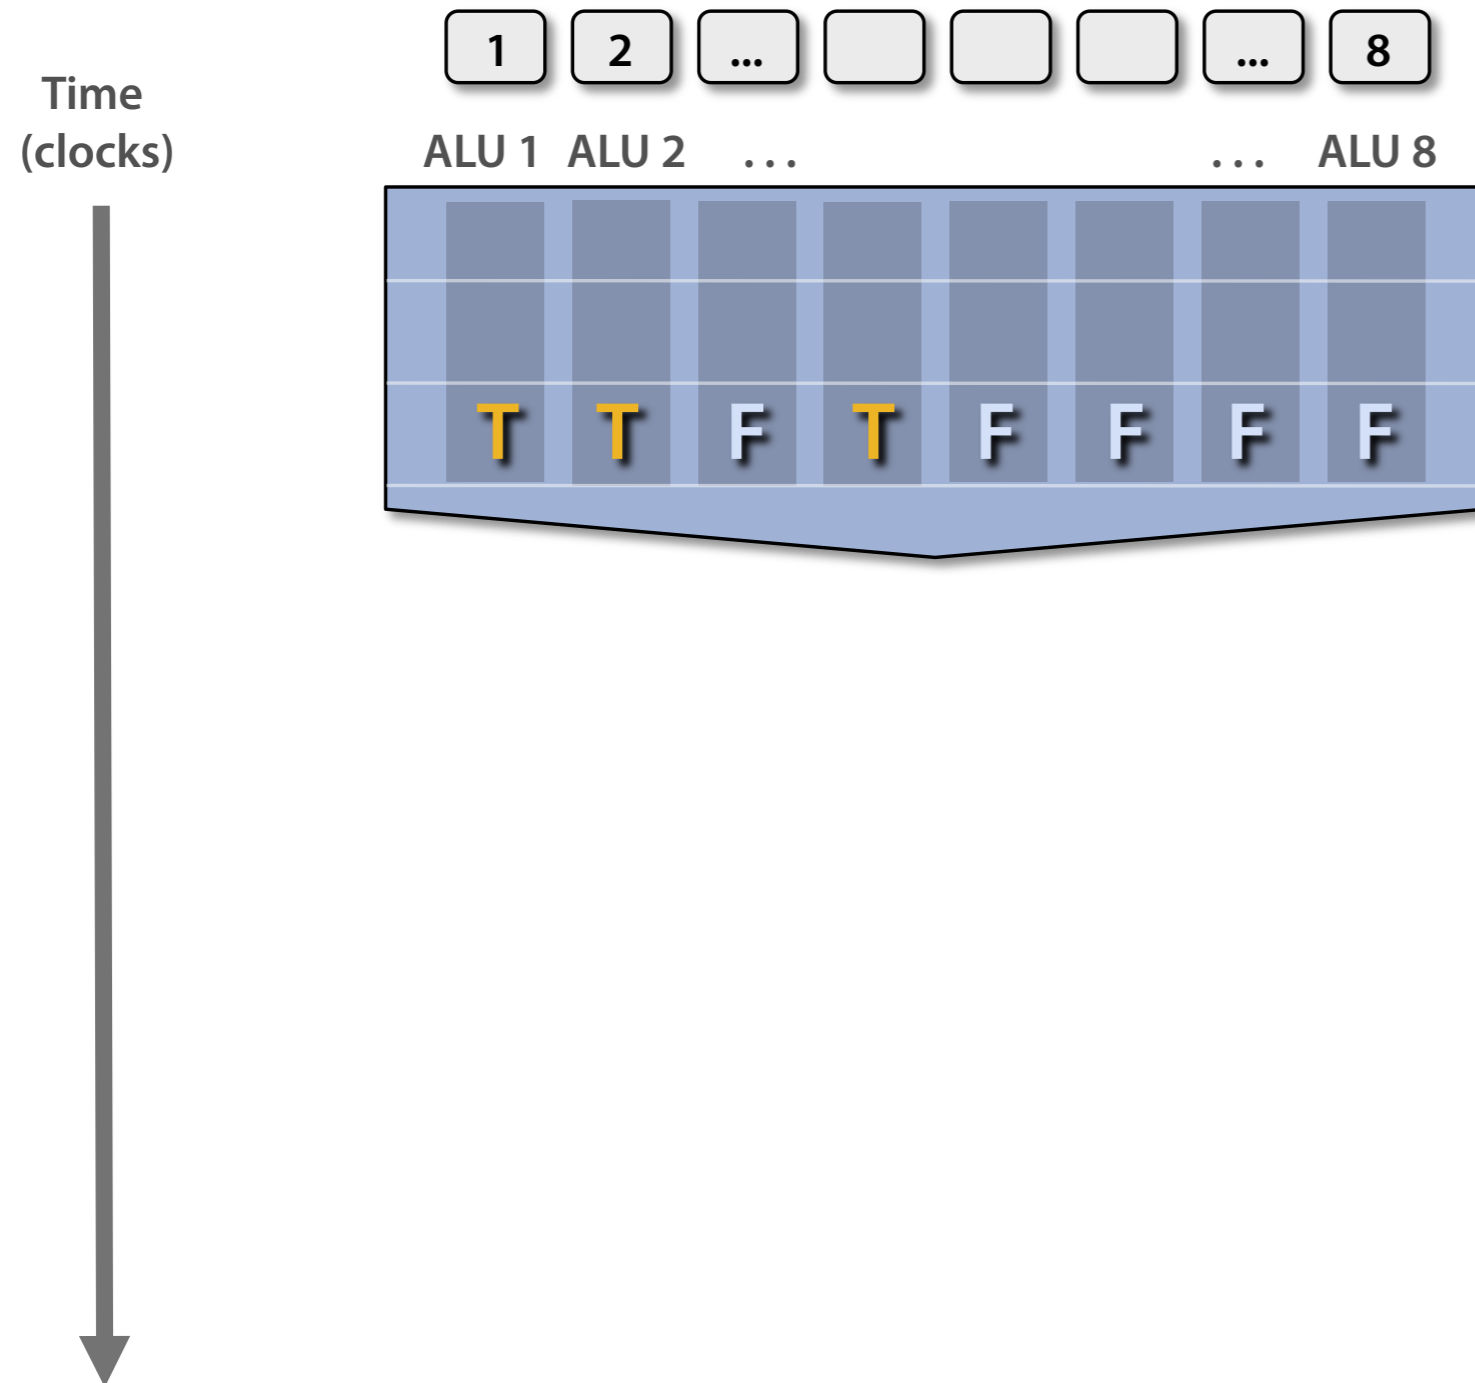 1 2 ... ... 8
Time
(clocks)
ALU 1 ALU 2 ... ... ALU 8
T T F T F F F F